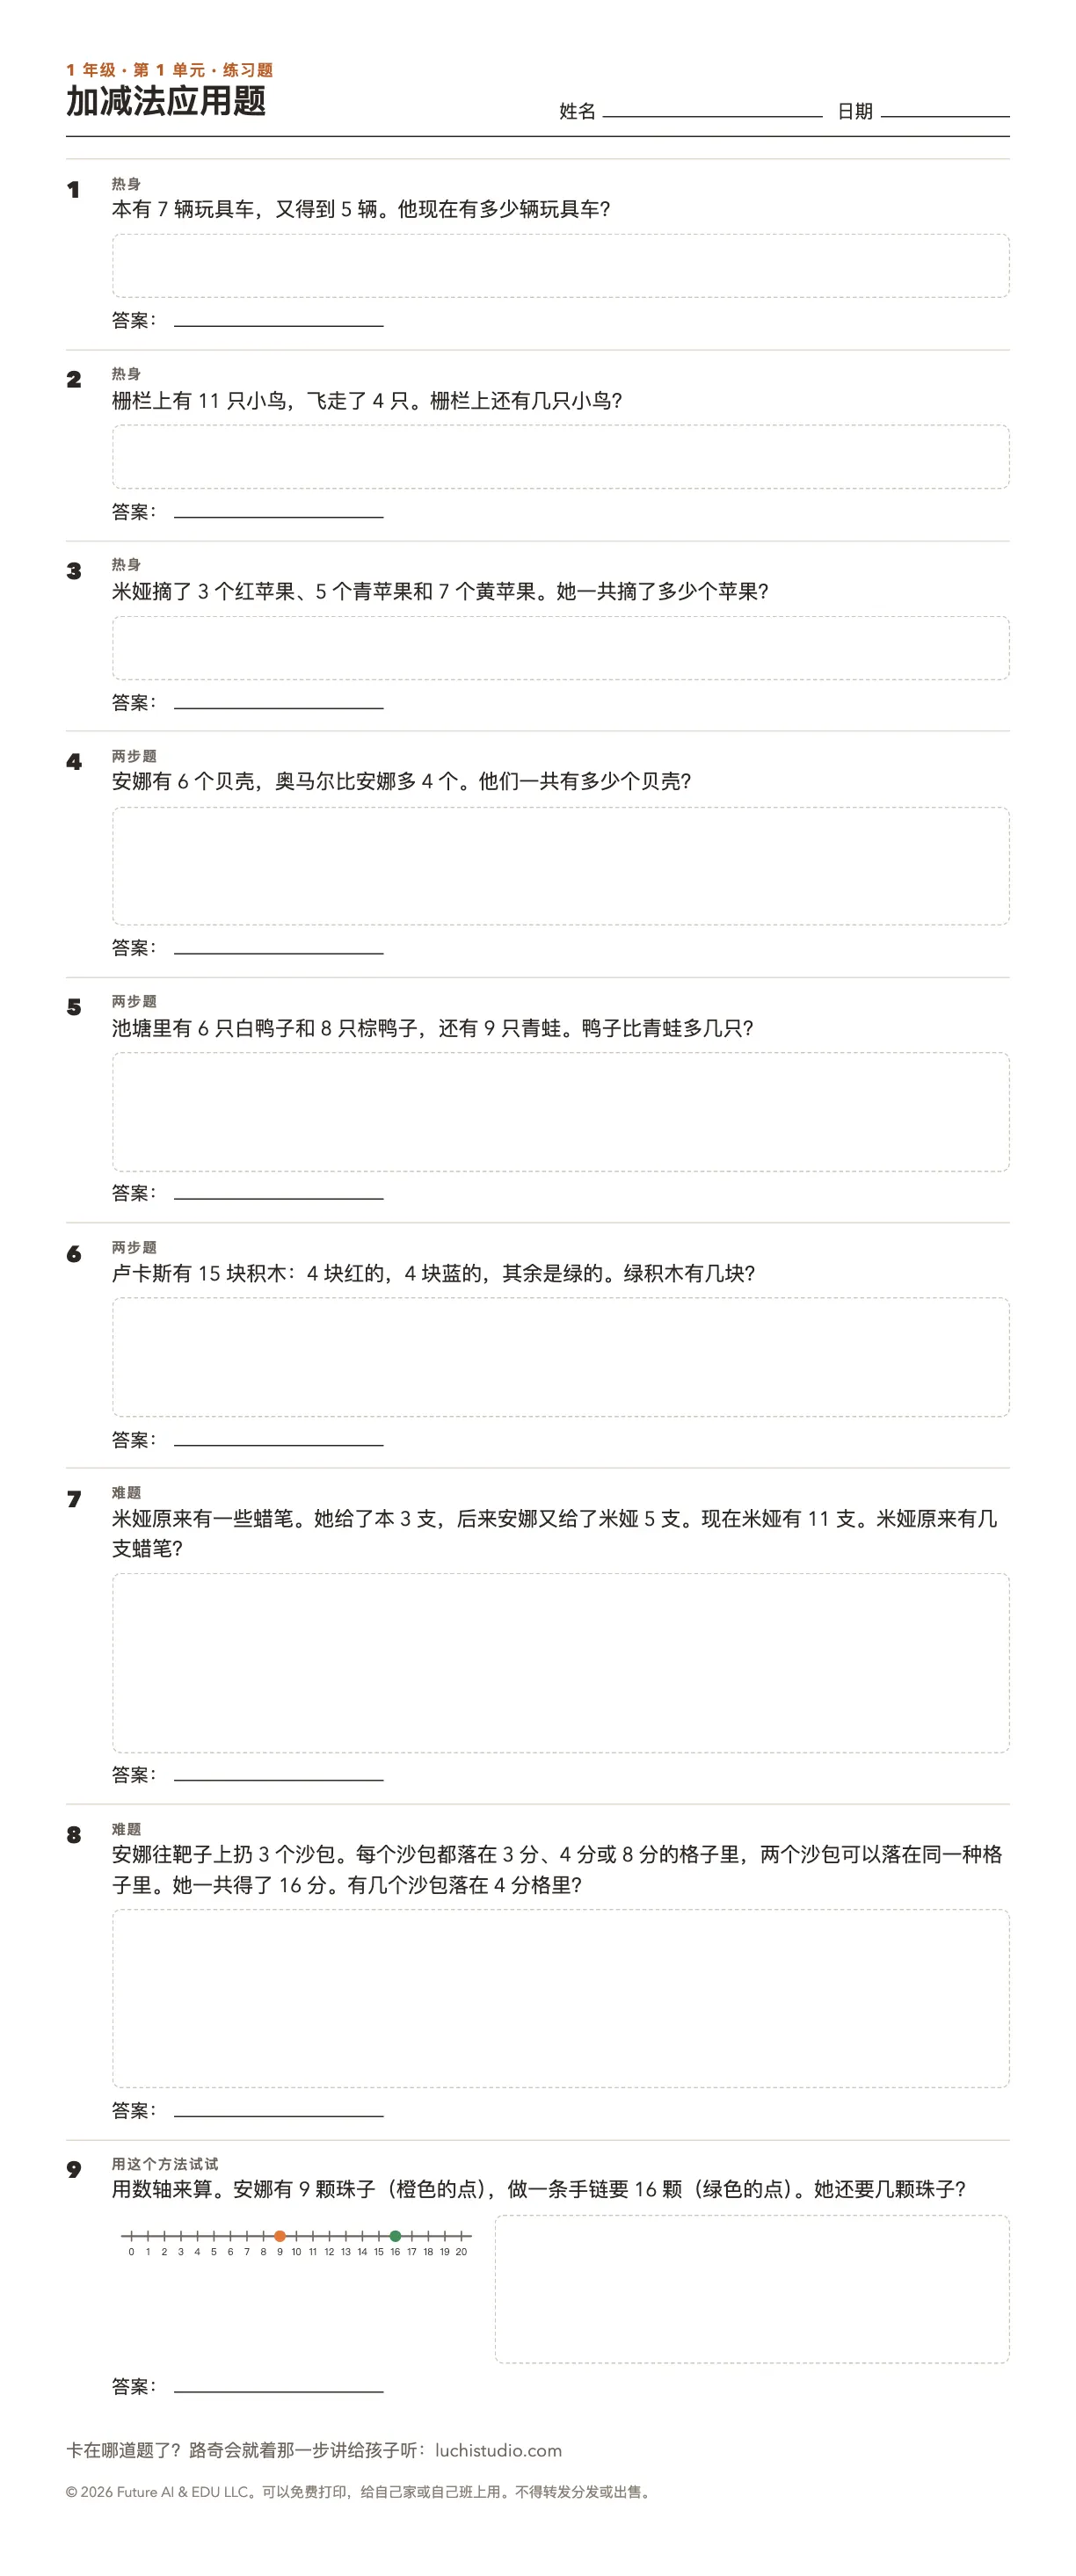 1 年级 · 第 1 单元 · 练习题
加减法应用题
姓名 日期
1
热身
本有 7 辆玩具车，又得到 5 辆。他现在有多少辆玩具车？
答案：
2
热身
栅栏上有 11 只小鸟，飞走了 4 只。栅栏上还有几只小鸟？
答案：
3
热身
米娅摘了 3 个红苹果、5 个青苹果和 7 个黄苹果。她一共摘了多少个苹果？
答案：
4
两步题
安娜有 6 个贝壳，奥马尔比安娜多 4 个。他们一共有多少个贝壳？
答案：
5
两步题
池塘里有 6 只白鸭子和 8 只棕鸭子，还有 9 只青蛙。鸭子比青蛙多几只？
答案：
6
两步题
卢卡斯有 15 块积木：4 块红的，4 块蓝的，其余是绿的。绿积木有几块？
答案：
7
难题
米娅原来有一些蜡笔。她给了本 3 支，后来安娜又给了米娅 5 支。现在米娅有 11 支。米娅原来有几
支蜡笔？
答案：
8
难题
安娜往靶子上扔 3 个沙包。每个沙包都落在 3 分、4 分或 8 分的格子里，两个沙包可以落在同一种格
子里。她一共得了 16 分。有几个沙包落在 4 分格里？
答案：
9
用这个方法试试
用数轴来算。安娜有 9 颗珠子（橙色的点），做一条手链要 16 颗（绿色的点）。她还要几颗珠子？
0 1 2 3 4 5 6 7 8 9 10 11 12 13 14 15 16 17 18 19 20
答案：
卡在哪道题了？路奇会就着那一步讲给孩子听：luchistudio.com
© 2026 Future AI & EDU LLC。可以免费打印，给自己家或自己班上用。不得转发分发或出售。